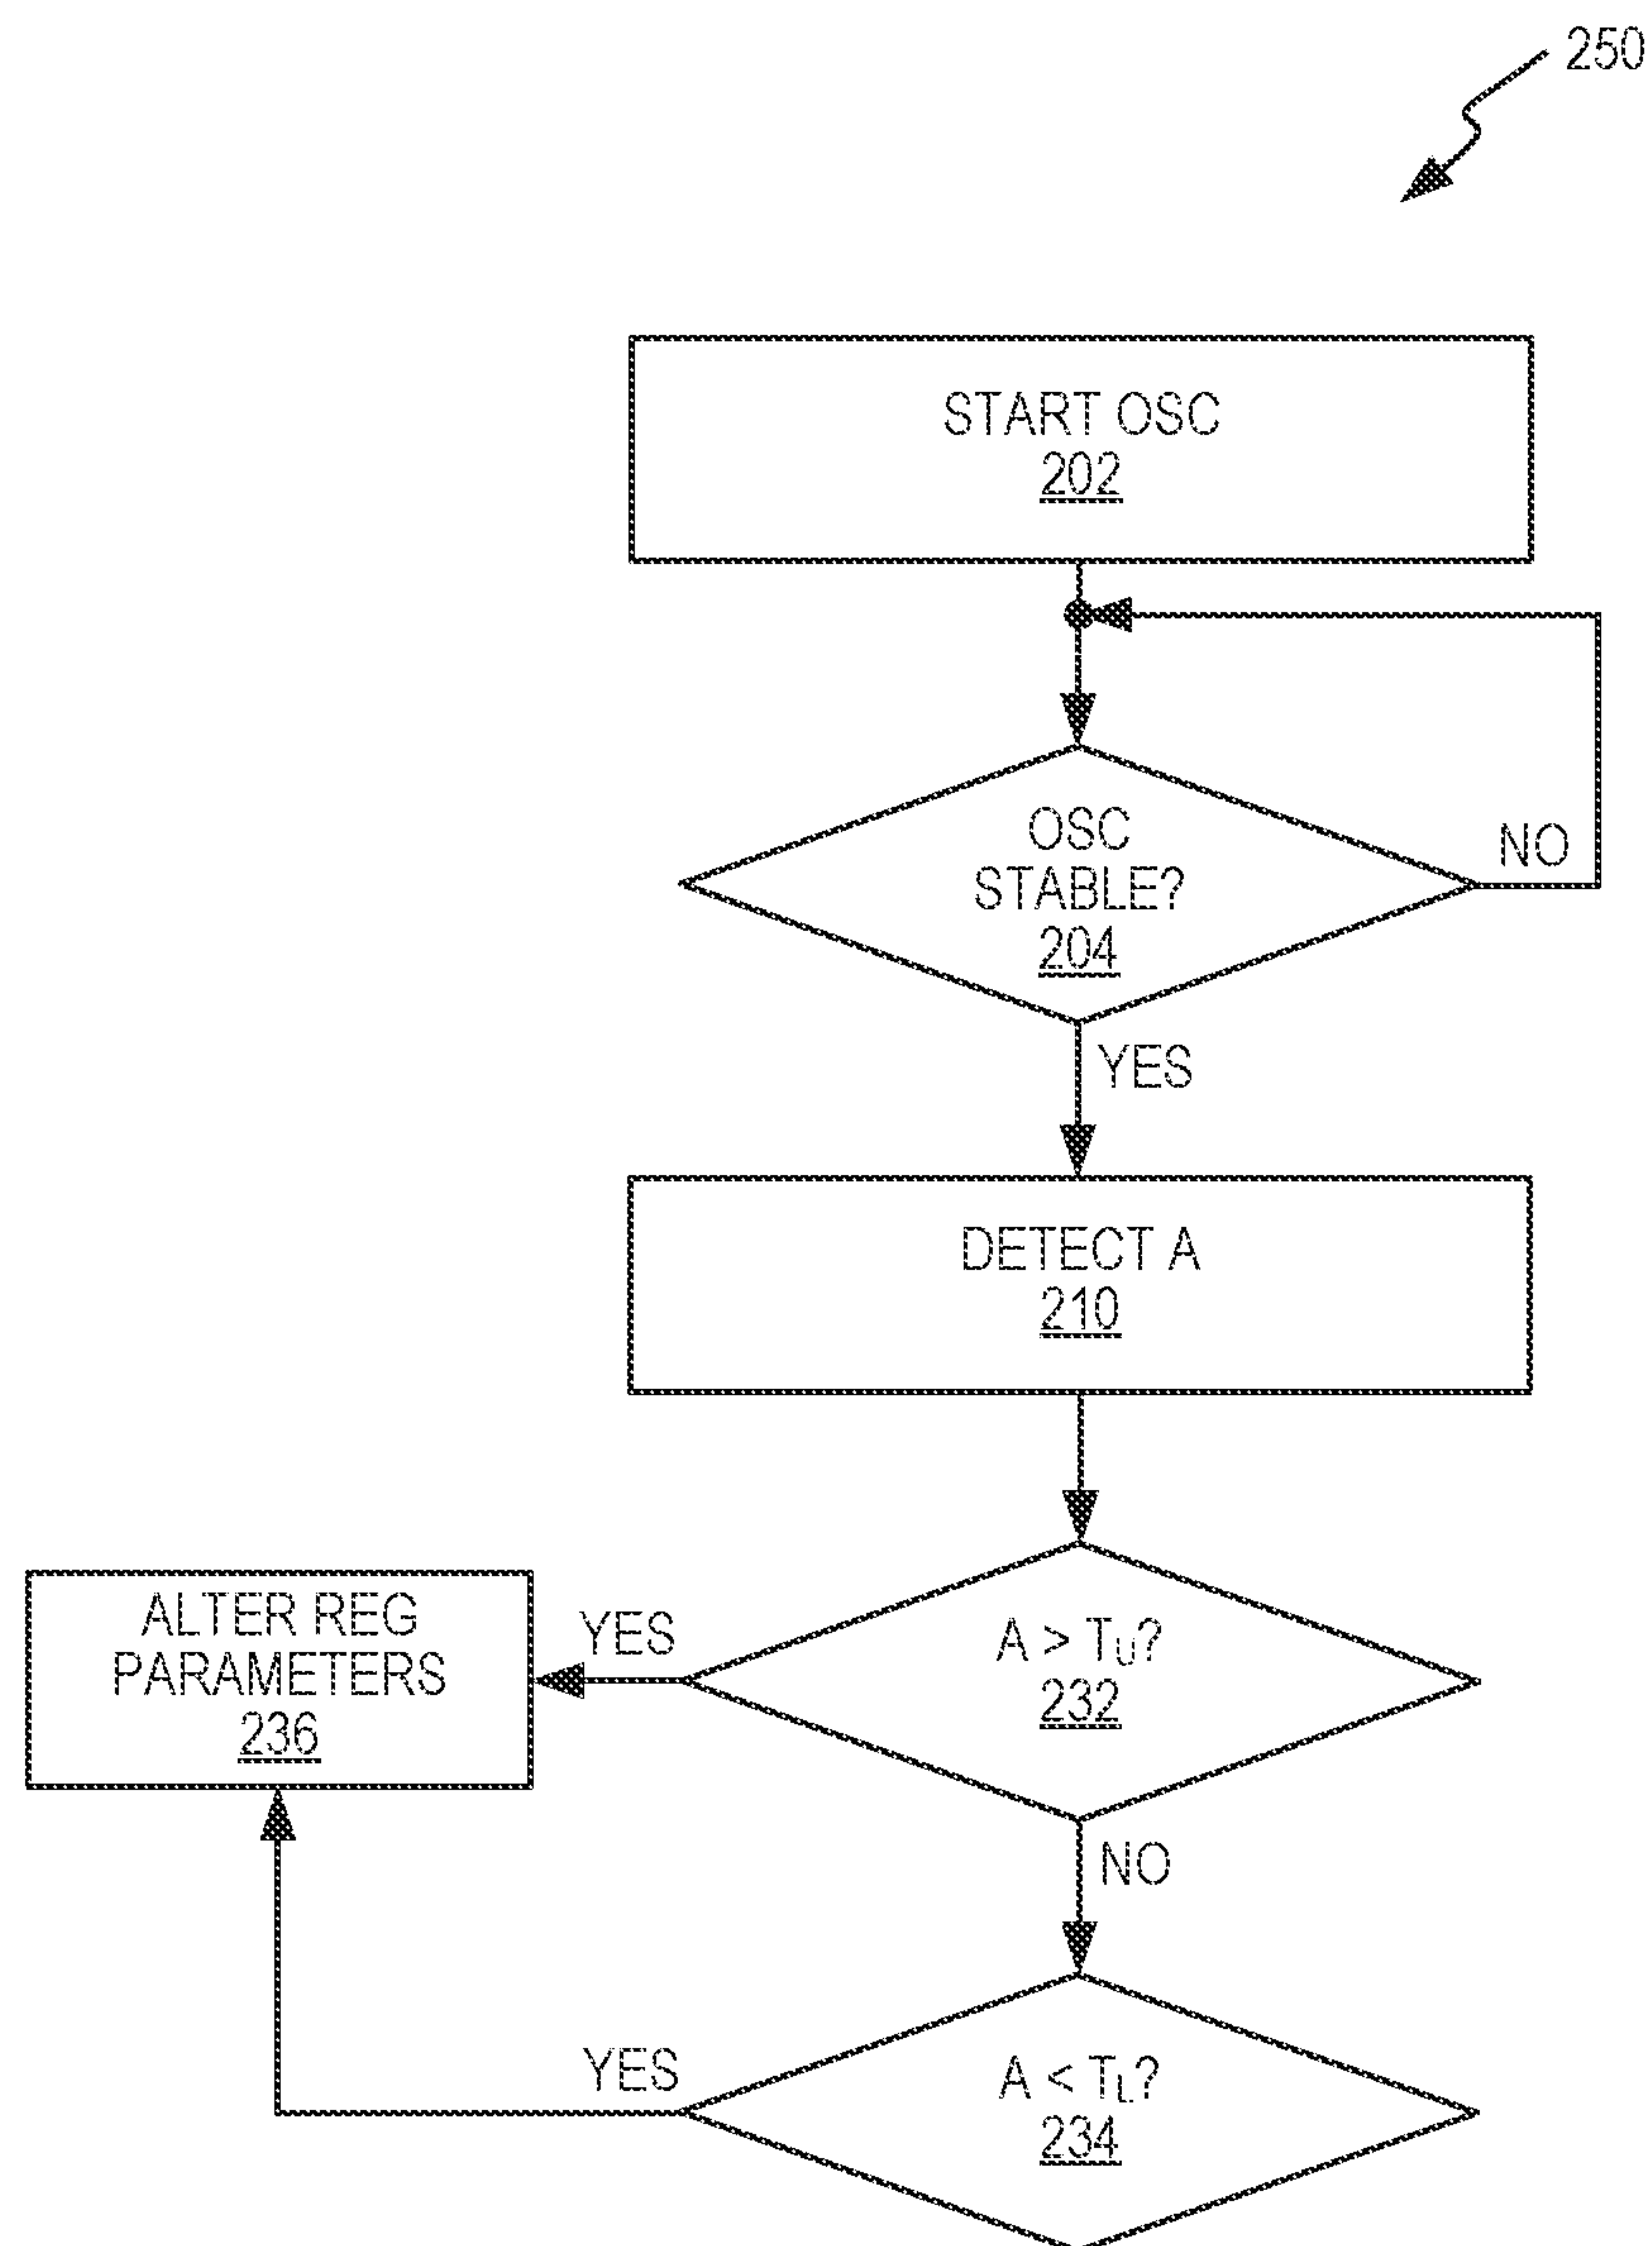 250
START OSC
202
OSC
STABLE?
204
NO
YES
DETECT A
210
ALTER REG
PARAMETERS
236
YES
A > TU?
232
NO
YES
A < TL?
234